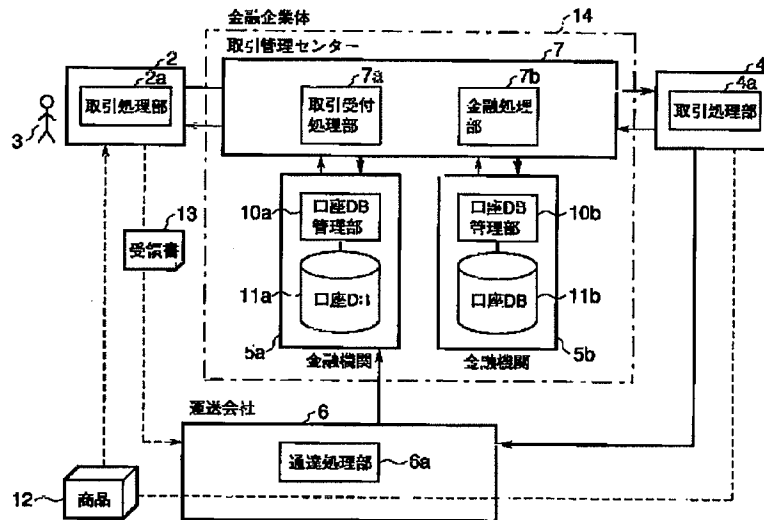 金融企業体
14
取引管理センター
7
2
2a
取引処理部
3
7a
取引受付
処理部
7b
金融処理
部
4
4a
取引処理部
13
受領書
10a
口座DB
管理部
11a
口座DB
5a
金融機関
口座DB
管理部
10b
口座DB
11b
金融機関
5b
運送会社
6
通達処理部
6a
12
商品